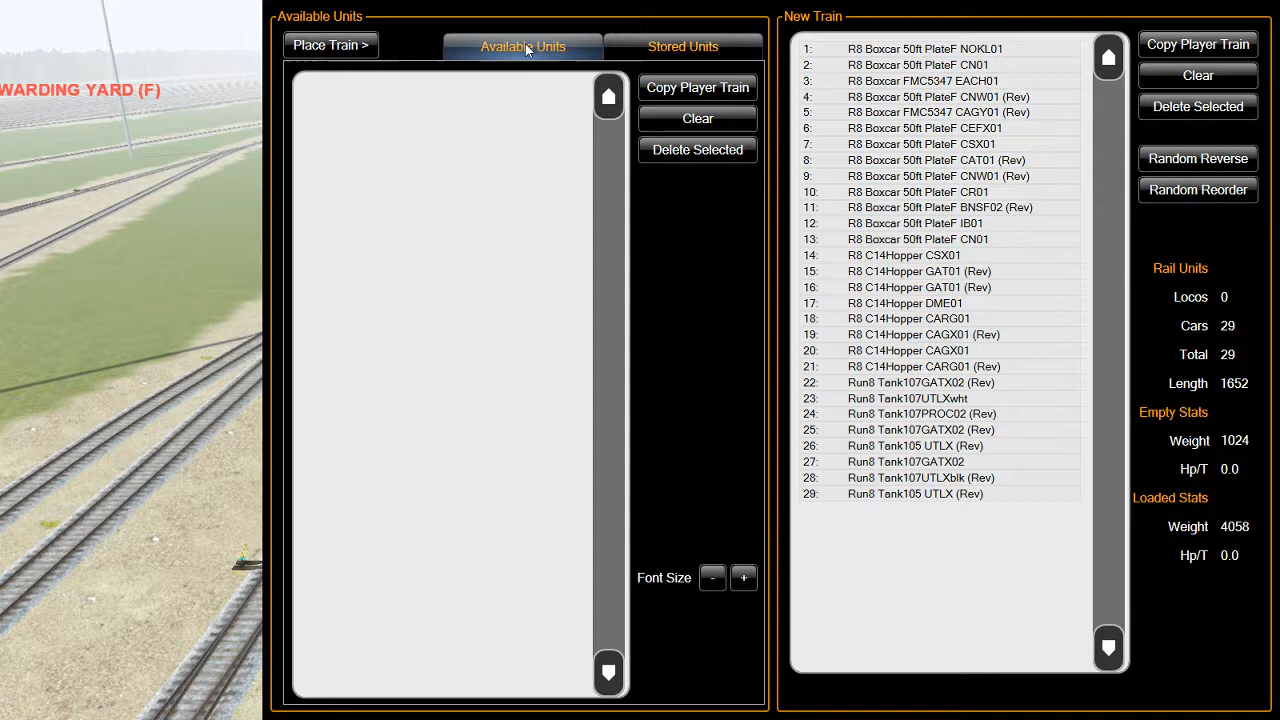 WARDING YARD (F)
Available Units
Place Train >
Available Units
Stored Units
Copy Player Train
Clear
Delete Selected
Font Size - +
New Train
1: R8 Boxcar 50ft PlateF NOKL01
2: R8 Boxcar 50ft PlateF CN01
3: R8 Boxcar FMC5347 EACH01
4: R8 Boxcar 50ft PlateF CNW01 (Rev)
5: R8 Boxcar FMC5347 CAGY01 (Rev)
6: R8 Boxcar 50ft PlateF CEFX01
7: R8 Boxcar 50ft PlateF CSX01
8: R8 Boxcar 50ft PlateF CAT01 (Rev)
9: R8 Boxcar 50ft PlateF CNW01 (Rev)
10: R8 Boxcar 50ft PlateF CR01
11: R8 Boxcar 50ft PlateF BNSF02 (Rev)
12: R8 Boxcar 50ft PlateF IB01
13: R8 Boxcar 50ft PlateF CN01
14: R8 C14Hopper CSX01
15: R8 C14Hopper GAT01 (Rev)
16: R8 C14Hopper GAT01 (Rev)
17: R8 C14Hopper DME01
18: R8 C14Hopper CARG01
19: R8 C14Hopper CAGX01 (Rev)
20: R8 C14Hopper CAGX01
21: R8 C14Hopper CARG01 (Rev)
22: Run8 Tank107GATX02 (Rev)
23: Run8 Tank107UTLXwht
24: Run8 Tank107PROC02 (Rev)
25: Run8 Tank107GATX02 (Rev)
26: Run8 Tank105 UTLX (Rev)
27: Run8 Tank107GATX02
28: Run8 Tank107UTLXblk (Rev)
29: Run8 Tank105 UTLX (Rev)
Copy Player Train
Clear
Delete Selected
Random Reverse
Random Reorder
Rail Units
Locos 0
Cars 29
Total 29
Length 1652
Empty Stats
Weight 1024
Hp/T 0.0
Loaded Stats
Weight 4058
Hp/T 0.0